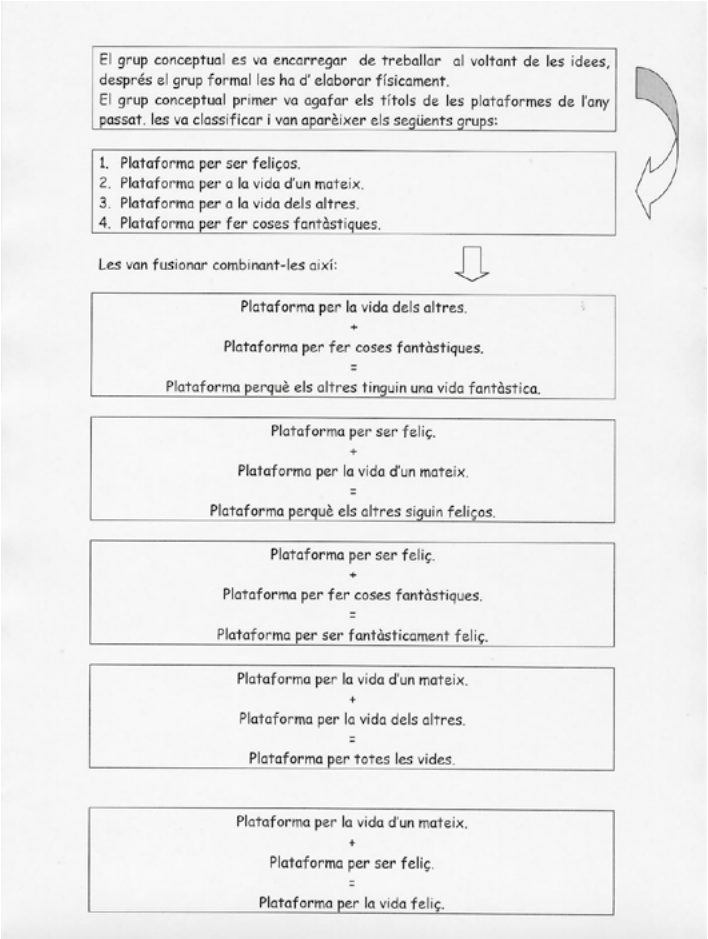 El grup conceptual es va encarregar de treballar al voltant de les idees,
després el grup formal les ha d' elaborar físicament.
El grup conceptual primer va agafar els títols de les plataformes de l'any
passat. les va classificar i van aparèixer els següents grups:
1. Plataforma per ser feliços.
2. Plataforma per a la vida d'un mateix.
3. Plataforma per a la vida dels altres.
4. Plataforma per fer coses fantàstiques.
Les van fusionar combinant-les així:
Plataforma per la vida dels altres.
+
Plataforma per fer coses fantàstiques.
=
Plataforma perquè els altres tinguin una vida fantàstica.
Plataforma per ser feliç.
+
Plataforma per la vida d'un mateix.
=
Plataforma perquè els altres siguin feliços.
Plataforma per ser feliç.
+
Plataforma per fer coses fantàstiques.
=
Plataforma per ser fantàsticament feliç.
Plataforma per la vida d'un mateix.
+
Plataforma per la vida dels altres.
=
Plataforma per totes les vides.
Plataforma per la vida d'un mateix.
+
Plataforma per ser feliç.
=
Plataforma per la vida feliç.